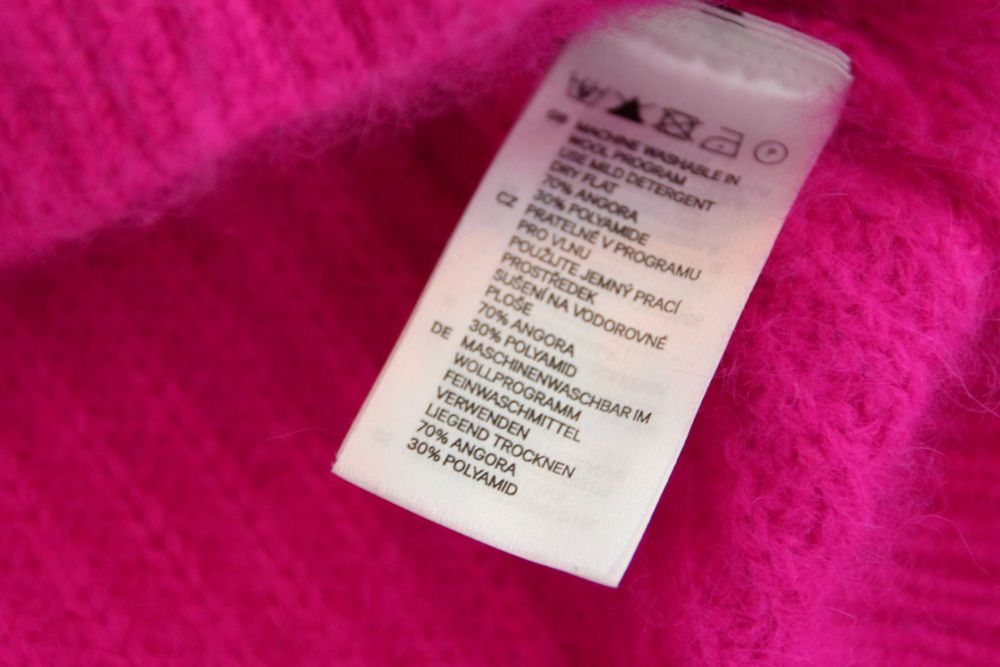 GB MACHINE WASHABLE IN
WOOL PROGRAM
USE MILD DETERGENT
DRY FLAT
70% ANGORA
30% POLYAMIDE
CZ PRATELNÉ V PROGRAMU
PRO VLNU
POUŽIJTE JEMNÝ PRACÍ
PROSTŘEDEK
SUŠENÍ NA VODOROVNÉ
PLOŠE
70% ANGORA
30% POLYAMID
DE MASCHINENWASCHBAR IM
WOLLPROGRAMM
FEINWASCHMITTEL
VERWENDEN
LIEGEND TROCKNEN
70% ANGORA
30% POLYAMID